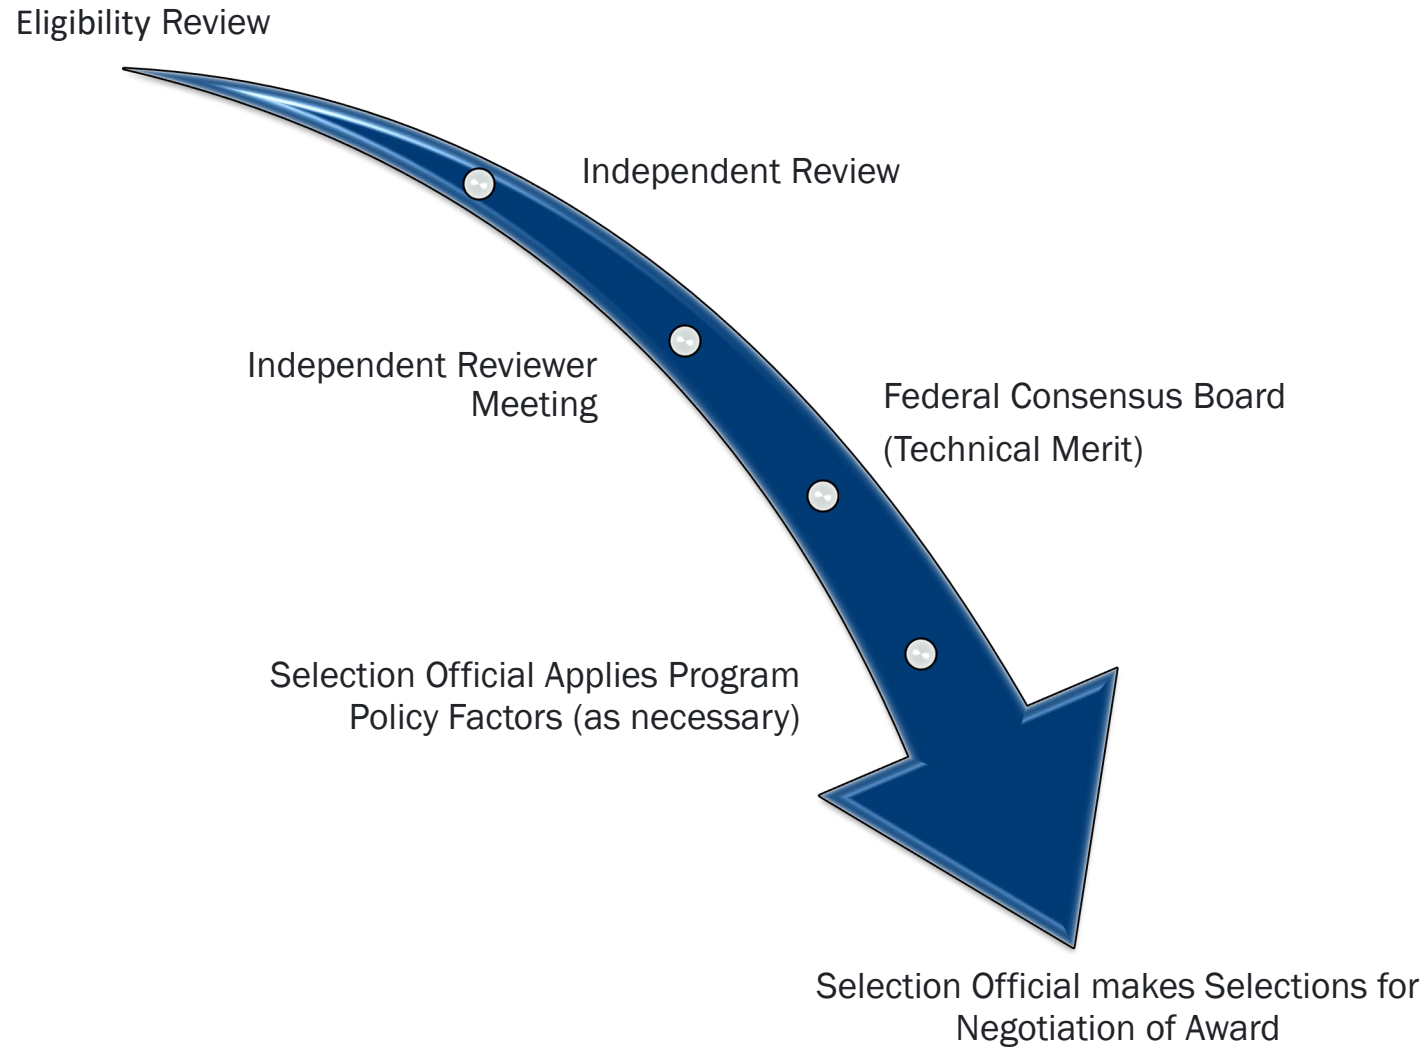 Eligibility Review
Independent Review
Independent Reviewer
Meeting
Federal Consensus Board
(Technical Merit)
Selection Official Applies Program
Policy Factors (as necessary)
Selection Official makes Selections for
Negotiation of Award